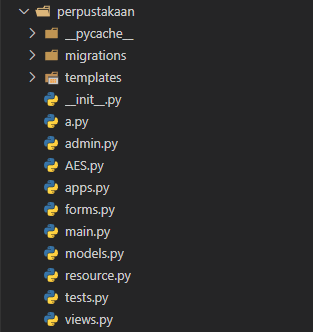 perpustakaan
__pycache__
migrations
templates
__init__.py
a.py
admin.py
AES.py
apps.py
forms.py
main.py
models.py
resource.py
tests.py
views.py